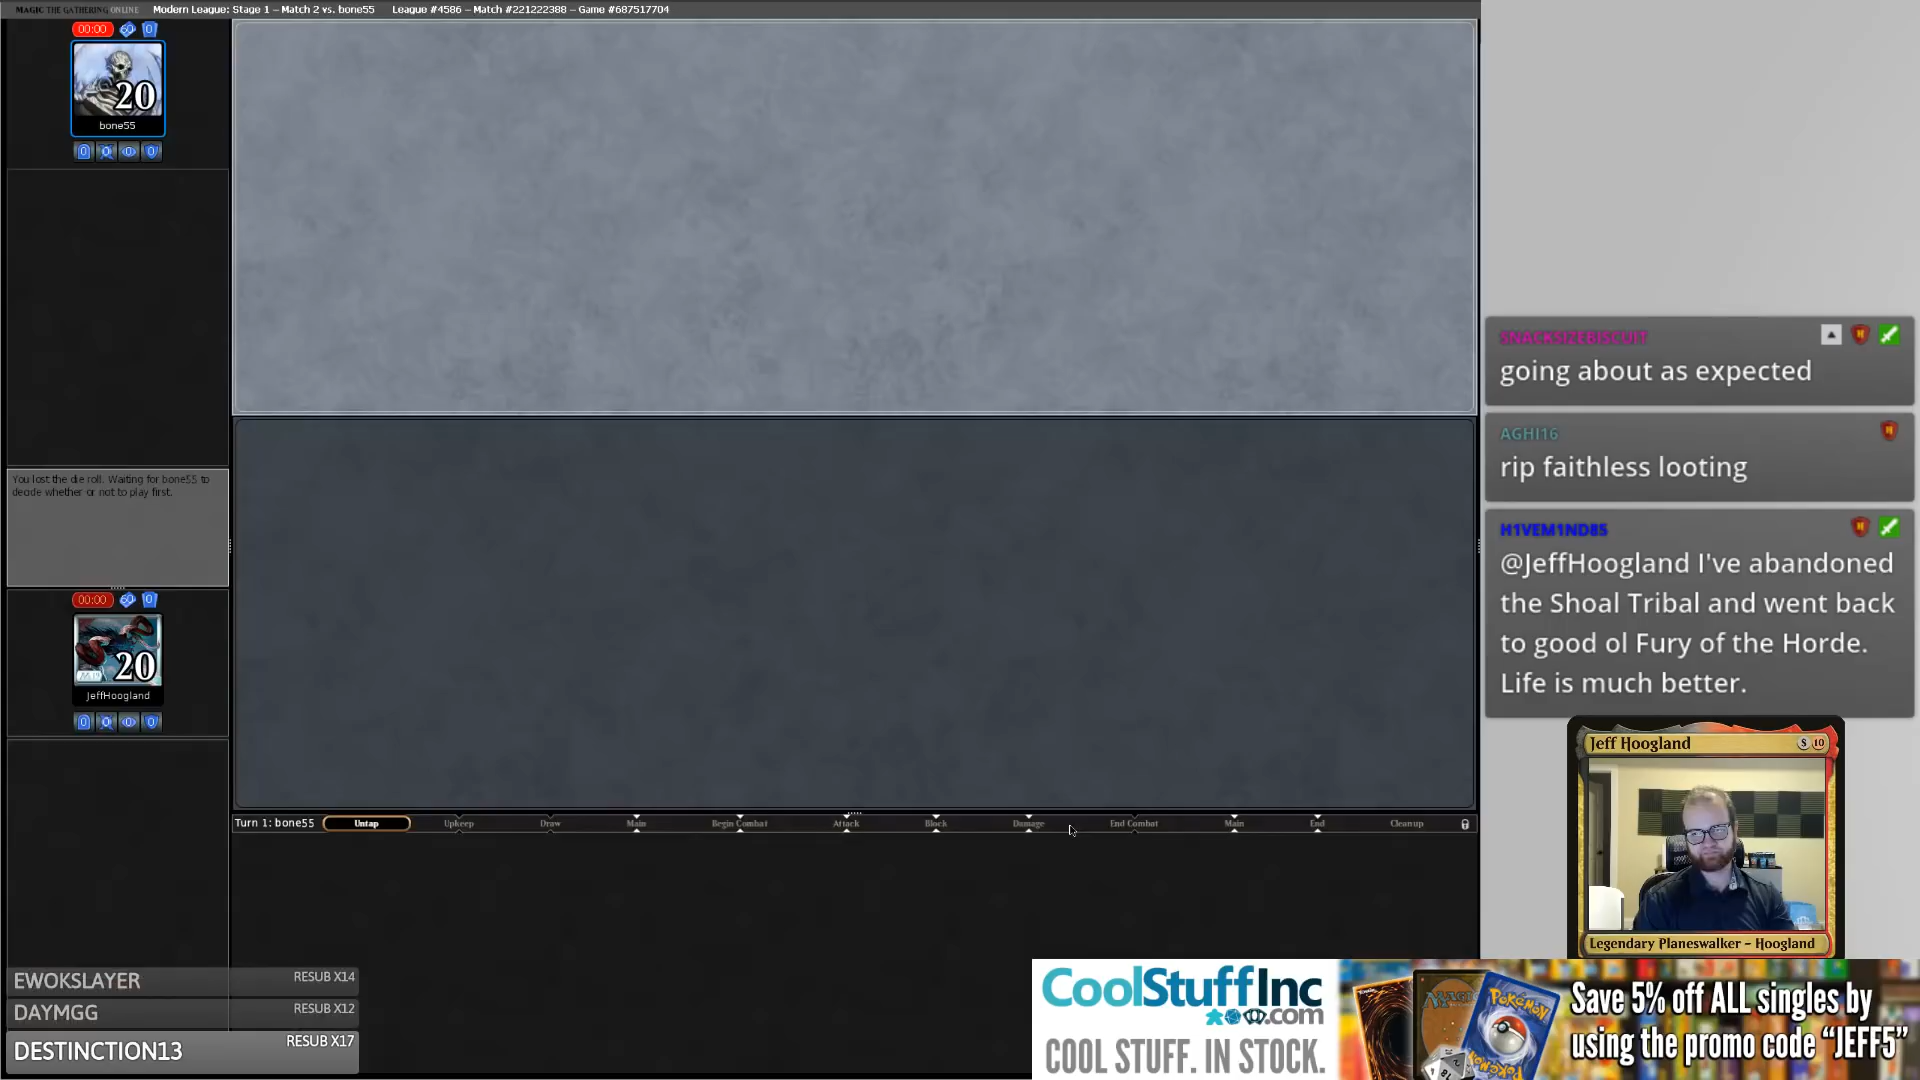 MAGIC THE GATHERING ONLINE
Modern League: Stage 1 – Match 2 vs. bone55
League #4586 – Match #221222388 – Game #687517704
00:00 60 0
20
bone55
0 0 0 0
You lost the die roll. Waiting for bone55 to
decide whether or not to play first.
00:00 60 0
20
JeffHoogland
0 0 0 0
Turn 1: bone55 Untap Upkeep Draw Main Begin Combat Attack Block Damage End Combat Main End Cleanup
EWOKSLAYER RESUB X14
DAYMGG RESUB X12
DESTINCTION13 RESUB X17
SNACKSIZEBISCUIT
going about as expected
AGHI16
rip faithless looting
H1VEM1ND85
@JeffHoogland I've abandoned
the Shoal Tribal and went back
to good ol Fury of the Horde.
Life is much better.
Jeff Hoogland S 10
Legendary Planeswalker – Hoogland
CoolStuffInc
.com
COOL STUFF. IN STOCK.
MAGIC
Pokémon
Save 5% off ALL singles by
using the promo code “JEFF5”